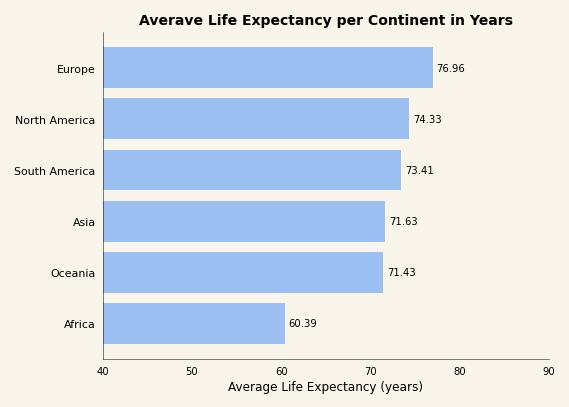 Averave Life Expectancy per Continent in Years
Europe 76.96
North America 74.33
South America 73.41
Asia 71.63
Oceania 71.43
Africa 60.39
40 50 60 70 80 90
Average Life Expectancy (years)